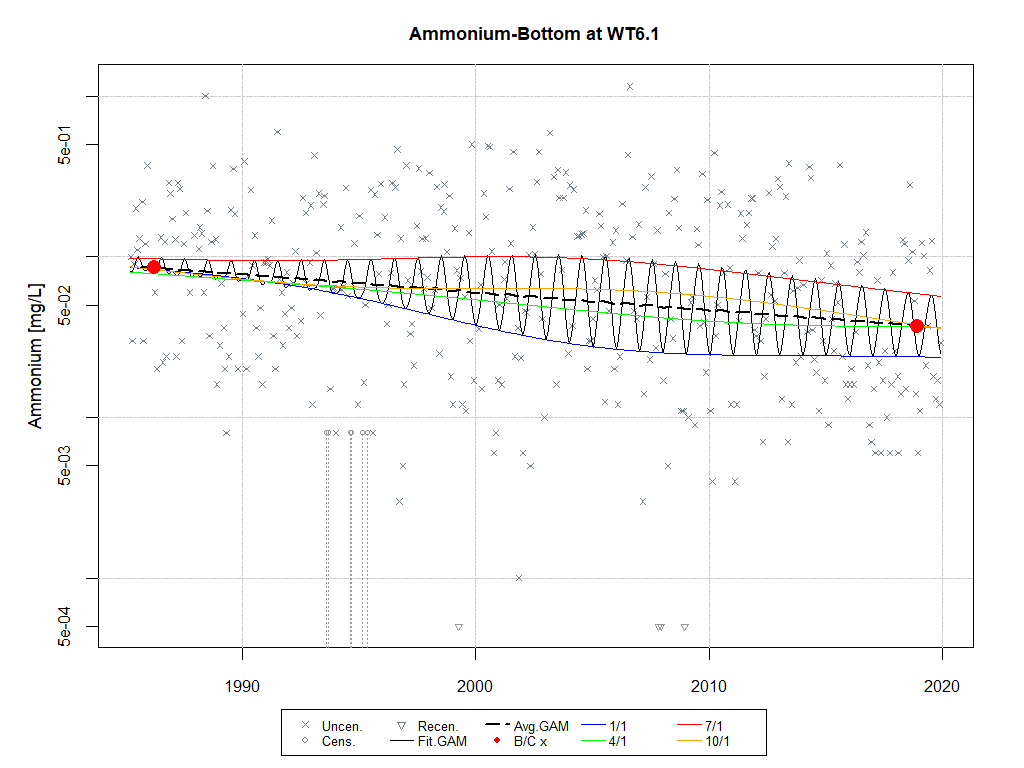 Ammonium-Bottom at WT6.1
Ammonium [mg/L]
5e-01
5e-02
5e-03
5e-04
1990 2000 2010 2020
Uncen. Recen. Avg.GAM 1/1 7/1
Cens. Fit.GAM B/C x 4/1 10/1